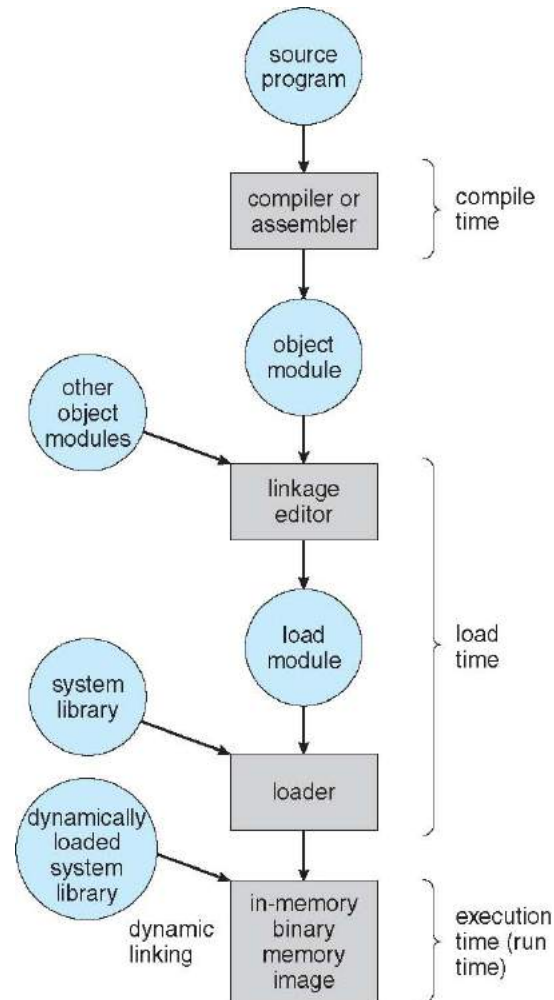 source
program
compiler or
assembler
compile
time
object
module
other
object
modules
linkage
editor
load
module
load
time
system
library
loader
dynamically
loaded
system
library
dynamic
linking
in-memory
binary
memory
image
execution
time (run
time)